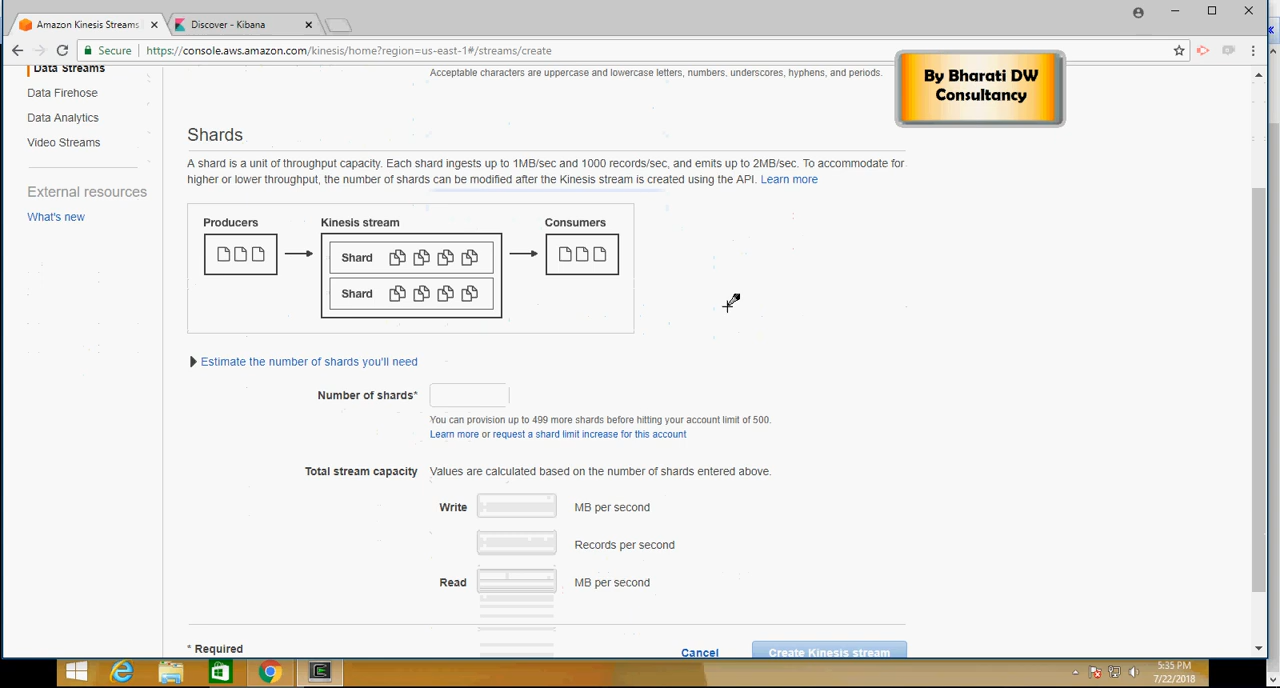 Amazon Kinesis Streams
Discover - Kibana
Secure
https://console.aws.amazon.com/kinesis/home?region=us-east-1#/streams/create
By Bharati DW
Consultancy
Data Streams
Data Firehose
Data Analytics
Video Streams
External resources
What's new
Acceptable characters are uppercase and lowercase letters, numbers, underscores, hyphens, and periods.
Shards
A shard is a unit of throughput capacity. Each shard ingests up to 1MB/sec and 1000 records/sec, and emits up to 2MB/sec. To accommodate for
higher or lower throughput, the number of shards can be modified after the Kinesis stream is created using the API. Learn more
Producers
Kinesis stream
Consumers
Shard
Shard
Estimate the number of shards you'll need
Number of shards*
You can provision up to 499 more shards before hitting your account limit of 500.
Learn more or request a shard limit increase for this account
Total stream capacity Values are calculated based on the number of shards entered above.
Write MB per second
Records per second
Read MB per second
* Required
Cancel
Create Kinesis stream
5:35 PM
7/22/2018